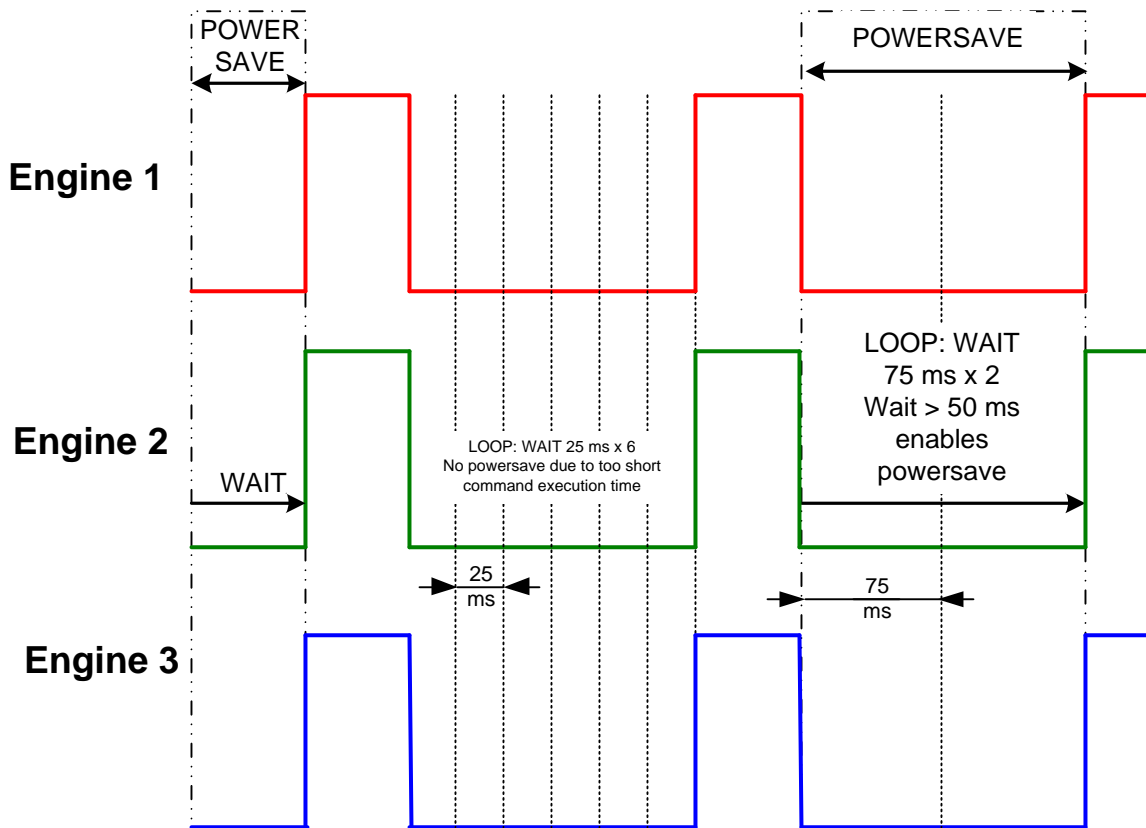 POWER
SAVE
POWERSAVE
Engine 1
Engine 2
WAIT
LOOP: WAIT 25 ms x 6
No powersave due to too short
command execution time
LOOP: WAIT
75 ms x 2
Wait > 50 ms
enables
powersave
25
ms
75
ms
Engine 3